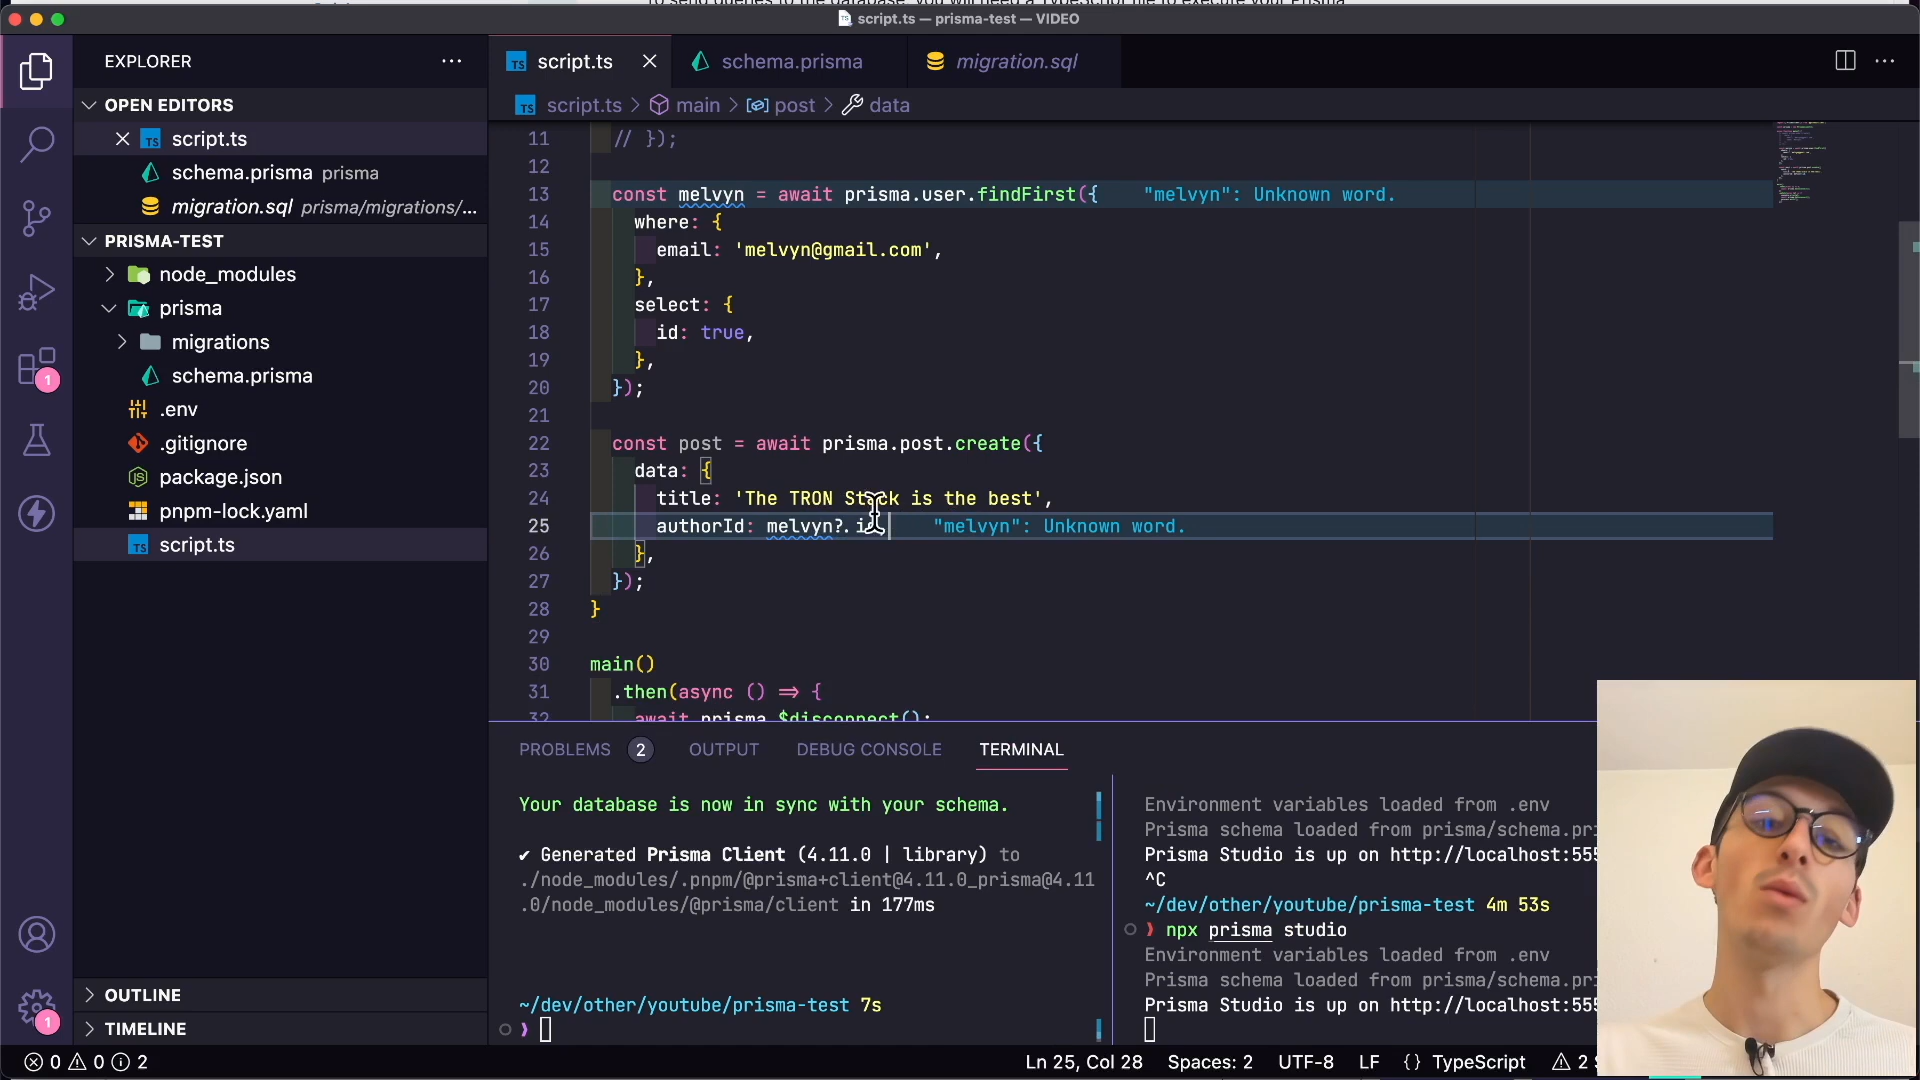 script.ts — prisma-test — VIDEO
EXPLORER
OPEN EDITORS
script.ts
schema.prisma prisma
migration.sql prisma/migrations/...
PRISMA-TEST
node_modules
prisma
migrations
schema.prisma
.env
.gitignore
package.json
pnpm-lock.yaml
script.ts
OUTLINE
TIMELINE
script.ts
schema.prisma
migration.sql
script.ts > main > post > data
11 // });
12
13 const melvyn = await prisma.user.findFirst({ "melvyn": Unknown word.
14 where: {
15 email: 'melvyn@gmail.com',
16 },
17 select: {
18 id: true,
19 },
20 });
21
22 const post = await prisma.post.create({
23 data: {
24 title: 'The TRON Stack is the best',
25 authorId: melvyn?.id "melvyn": Unknown word.
26 },
27 });
28 }
29
30 main()
31 .then(async () => {
32 await prisma.$disconnect();
PROBLEMS 2 OUTPUT DEBUG CONSOLE TERMINAL
Your database is now in sync with your schema.
✔ Generated Prisma Client (4.11.0 | library) to
./node_modules/.pnpm/@prisma+client@4.11.0_prisma@4.11
.0/node_modules/@prisma/client in 177ms
~/dev/other/youtube/prisma-test 7s
❯
Environment variables loaded from .env
Prisma schema loaded from prisma/schema.pri
Prisma Studio is up on http://localhost:555
^C
~/dev/other/youtube/prisma-test 4m 53s
❯ npx prisma studio
Environment variables loaded from .env
Prisma schema loaded from prisma/schema.pri
Prisma Studio is up on http://localhost:555
1
1
0 0 2
Ln 25, Col 28 Spaces: 2 UTF-8 LF {} TypeScript 2